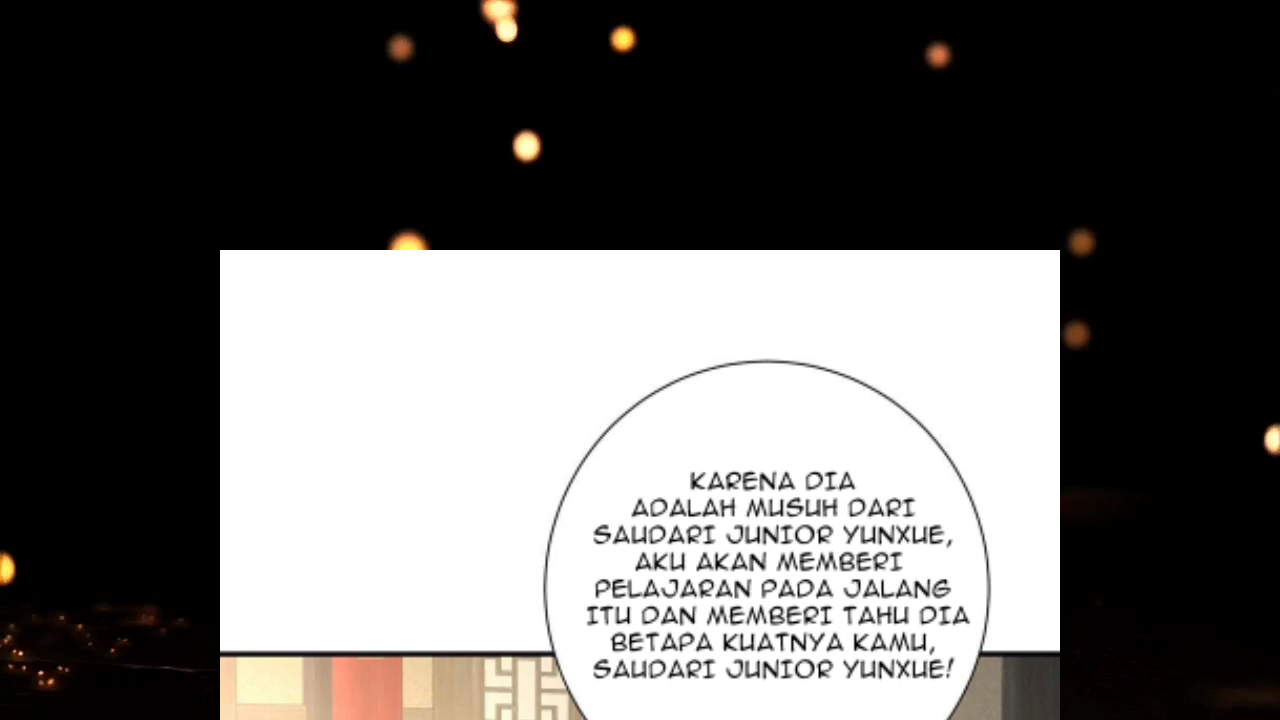 KARENA DIA
ADALAH MUSUH DARI
SAUDARI JUNIOR YUNXUE,
AKU AKAN MEMBERI
PELAJARAN PADA JALANG
ITU DAN MEMBERI TAHU DIA
BETAPA KUATNYA KAMU,
SAUDARI JUNIOR YUNXUE!